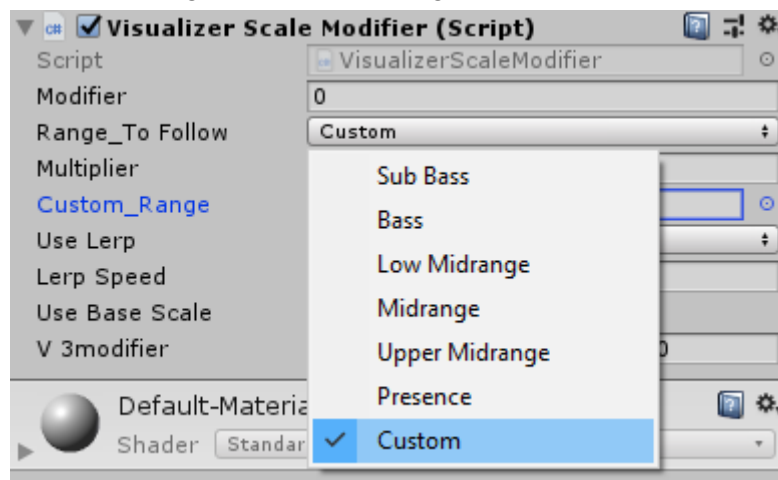 Visualizer Scale Modifier (Script)
Script VisualizerScaleModifier
Modifier 0
Range_To Follow Custom
Multiplier
Sub Bass
Custom_Range
Bass
Use Lerp
Low Midrange
Lerp Speed
Midrange
Use Base Scale
Upper Midrange
V 3modifier
Presence
Default-Materia
Custom
Shader Standar